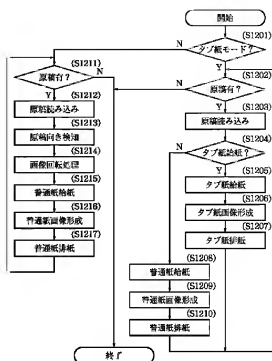 開始
(S1201)
タブ紙モード？
N
Y
(S1202)
原稿有？
N
Y
(S1203)
原稿読み込み
(S1204)
タブ紙給紙？
N
Y
(S1205)
タブ紙給紙
(S1206)
タブ紙画像形成
(S1207)
タブ紙排紙
(S1208)
普通紙給紙
(S1209)
普通紙画像形成
(S1210)
普通紙排紙
(S1211)
原稿有？
N
Y
(S1212)
原稿読み込み
(S1213)
原稿向き検知
(S1214)
画像回転処理
(S1215)
普通紙給紙
(S1216)
普通紙画像形成
(S1217)
普通紙排紙
終了